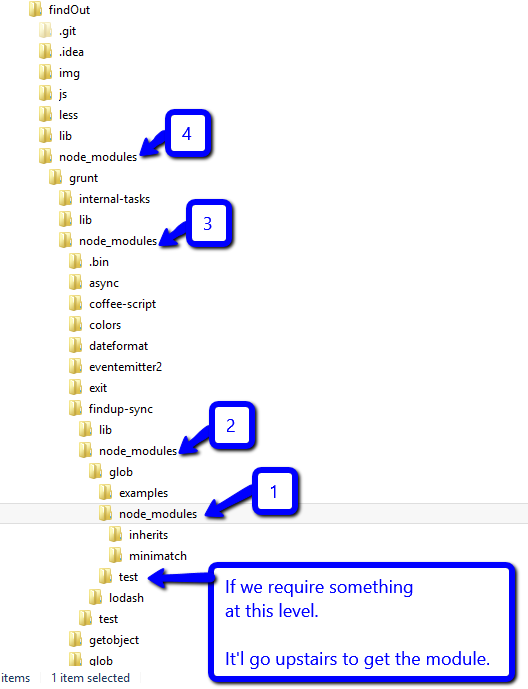 findOut
.git
.idea
img
js
less
lib
4
node_modules
grunt
internal-tasks
lib
3
node_modules
.bin
async
coffee-script
colors
dateformat
eventemitter2
exit
findup-sync
lib
2
node_modules
glob
1
examples
node_modules
inherits
minimatch
test
If we require something
at this level.
It'l go upstairs to get the module.
lodash
test
getobject
glob
items 1 item selected